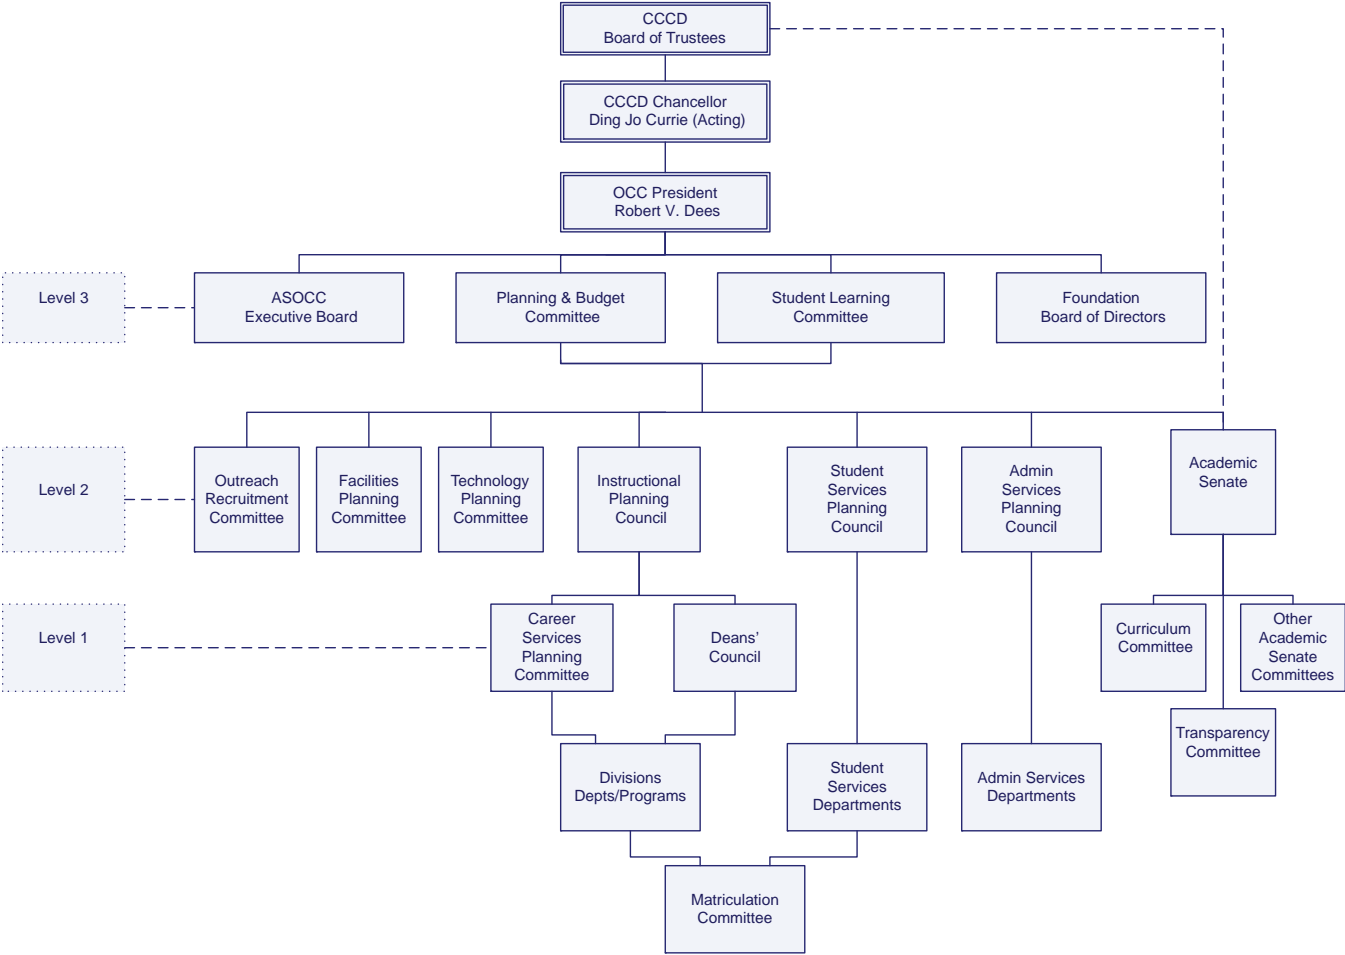 CCCD
Board of Trustees
CCCD Chancellor
Ding Jo Currie (Acting)
OCC President
Robert V. Dees
Level 3
ASOCC
Executive Board
Planning & Budget
Committee
Student Learning
Committee
Foundation
Board of Directors
Level 2
Outreach
Recruitment
Committee
Facilities
Planning
Committee
Technology
Planning
Committee
Instructional
Planning
Council
Student
Services
Planning
Council
Admin
Services
Planning
Council
Academic
Senate
Level 1
Career
Services
Planning
Committee
Deans’
Council
Curriculum
Committee
Other
Academic
Senate
Committees
Transparency
Committee
Divisions
Depts/Programs
Student
Services
Departments
Admin Services
Departments
Matriculation
Committee